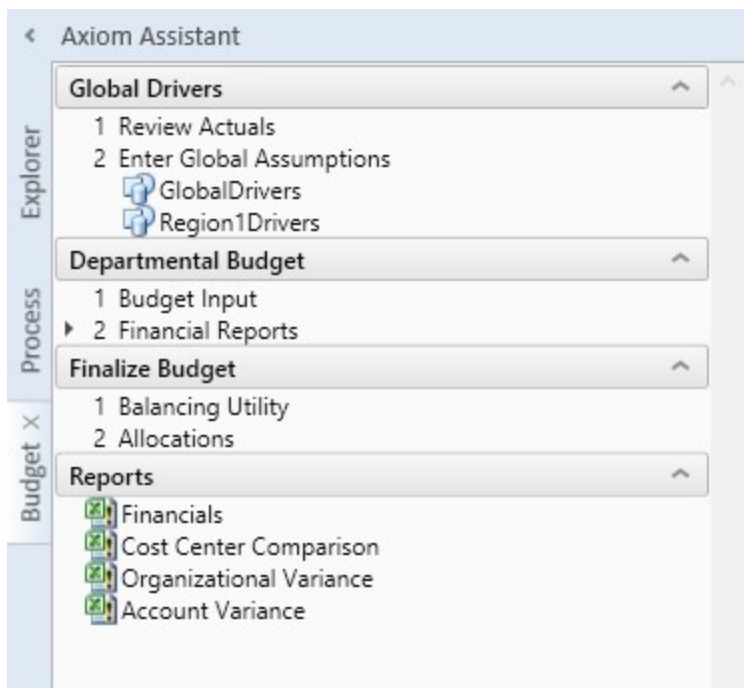 Axiom Assistant
Global Drivers
1 Review Actuals
2 Enter Global Assumptions
GlobalDrivers
Region1Drivers
Departmental Budget
1 Budget Input
2 Financial Reports
Finalize Budget
1 Balancing Utility
2 Allocations
Reports
Financials
Cost Center Comparison
Organizational Variance
Account Variance
Explorer
Process
Budget